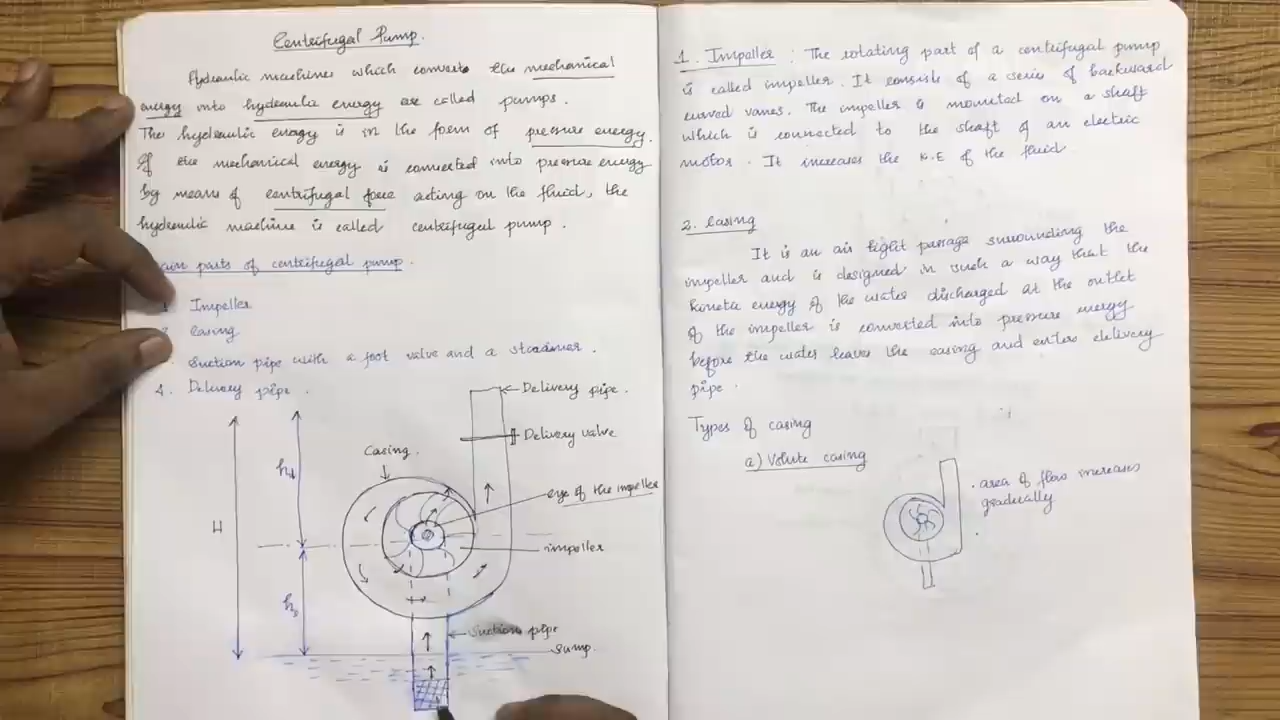 Centrifugal Pump.
Hydraulic machines which converts the mechanical
energy into hydraulic energy are called pumps.
The hydraulic energy is in the form of pressure energy.
If the mechanical energy is converted into pressure energy
by means of centrifugal force acting on the fluid, the
hydraulic machine is called centrifugal pump.
ain parts of centrifugal pump.
1 Impeller
2 Casing
Suction pipe with a foot valve and a strainer.
4. Delivery pipe.
Delivery pipe.
Delivery valve
Casing.
hd
eye of the impeller
H
impeller
hs
Suction pipe
Sump.
1. Impeller : The rotating part of a centrifugal pump
is called impeller. It consist of a series of backward
curved vanes. The impeller is mounted on a shaft
which is connected to the shaft of an electric
motor. It increases the K.E of the fluid
2. Casing
It is an air tight passage surrounding the
impeller and is designed in such a way that the
Kineta energy of the water discharged at the outlet
of the impeller is converted into pressure energy
before the water leaves the casing and enters delivery
pipe.
Types of casing
a) Volute casing
. area of flow increases
gradually